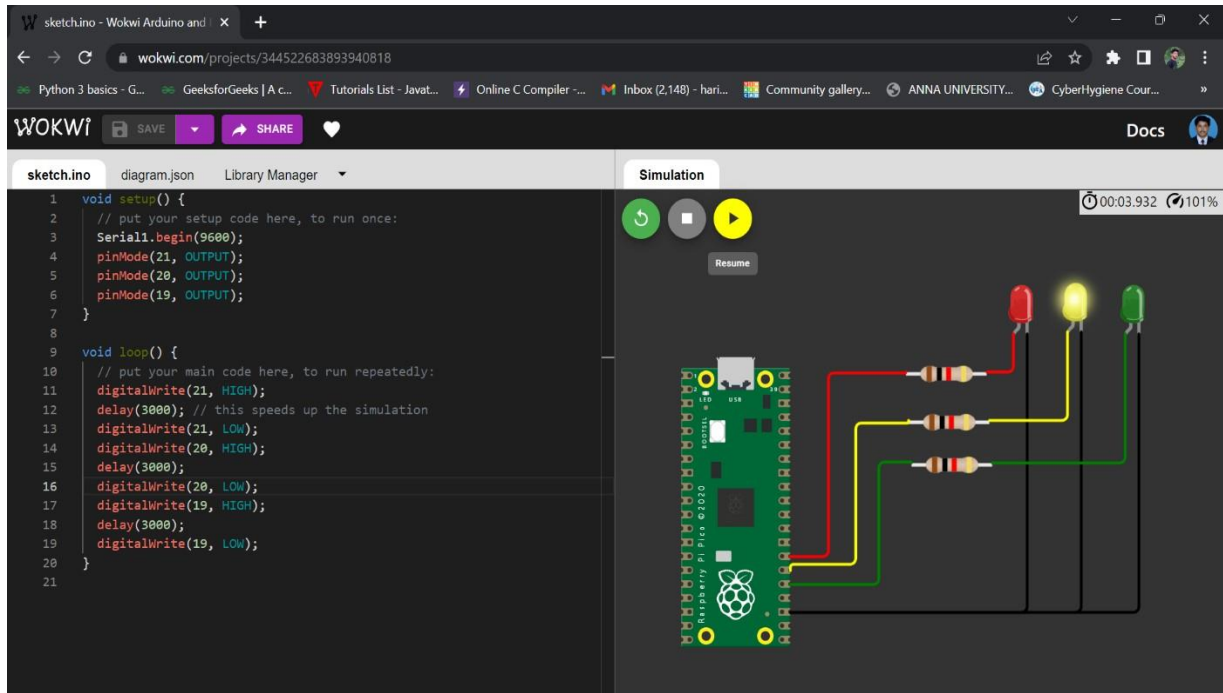 sketch.ino - Wokwi Arduino and
wokwi.com/projects/344522683893940818
Python 3 basics - G... GeeksforGeeks | A c... Tutorials List - Javat... Online C Compiler -... Inbox (2,148) - hari... Community gallery... ANNA UNIVERSITY... CyberHygiene Cour... »
WOKWi SAVE SHARE Docs
sketch.ino diagram.json Library Manager Simulation
1 void setup() {
2 // put your setup code here, to run once:
3 Serial1.begin(9600);
4 pinMode(21, OUTPUT);
5 pinMode(20, OUTPUT);
6 pinMode(19, OUTPUT);
7 }
8
9 void loop() {
10 // put your main code here, to run repeatedly:
11 digitalWrite(21, HIGH);
12 delay(3000); // this speeds up the simulation
13 digitalWrite(21, LOW);
14 digitalWrite(20, HIGH);
15 delay(3000);
16 digitalWrite(20, LOW);
17 digitalWrite(19, HIGH);
18 delay(3000);
19 digitalWrite(19, LOW);
20 }
21
00:03.932 101%
Resume
LED USB
BOOTSEL
Raspberry Pi Pico ©2020